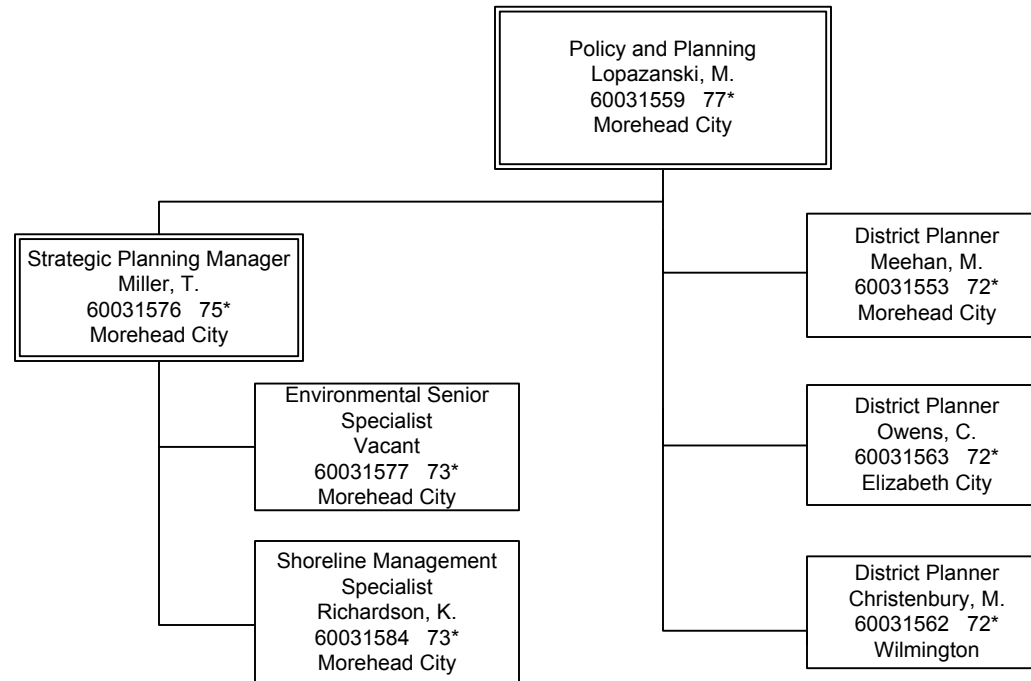 Policy and Planning
Lopazanski, M.
60031559 77*
Morehead City
Strategic Planning Manager
Miller, T.
60031576 75*
Morehead City
Environmental Senior
Specialist
Vacant
60031577 73*
Morehead City
Shoreline Management
Specialist
Richardson, K.
60031584 73*
Morehead City
District Planner
Meehan, M.
60031553 72*
Morehead City
District Planner
Owens, C.
60031563 72*
Elizabeth City
District Planner
Christenbury, M.
60031562 72*
Wilmington